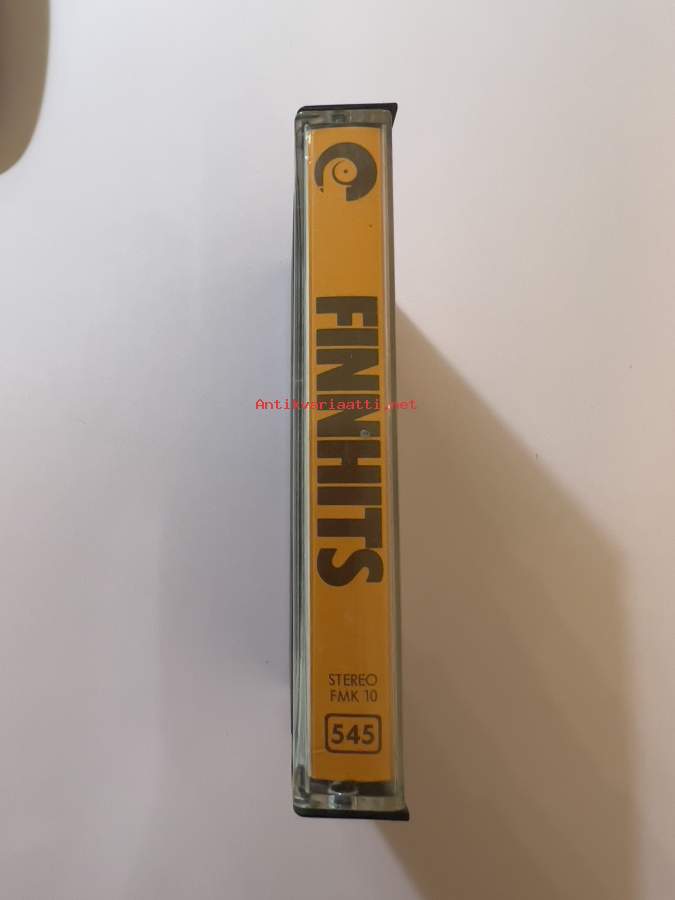 FINNHITS
Antikvariaatti.net
STEREO
FMK 10
545